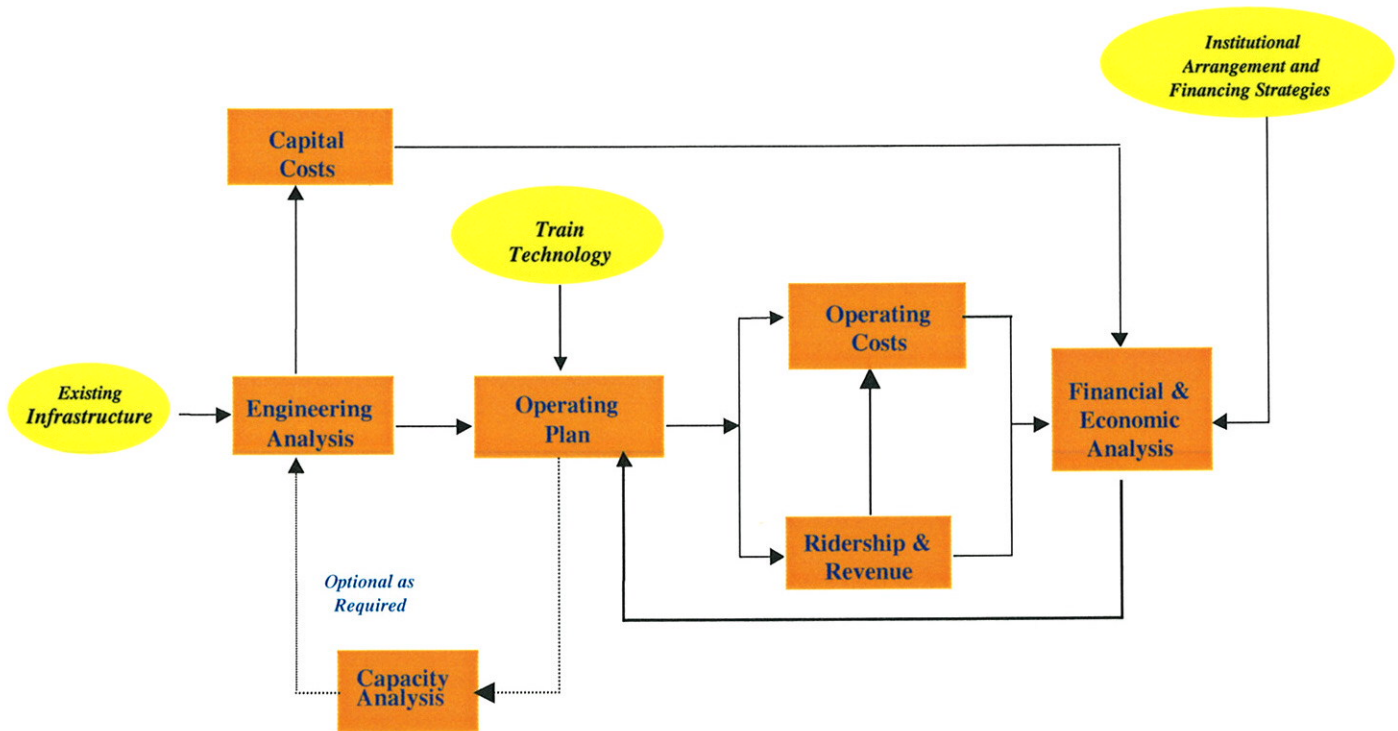 Institutional
Arrangement and
Financing Strategies
Capital
Costs
Train
Technology
Operating
Costs
Existing
Infrastructure
Engineering
Analysis
Operating
Plan
Financial &
Economic
Analysis
Ridership &
Revenue
Optional as
Required
Capacity
Analysis